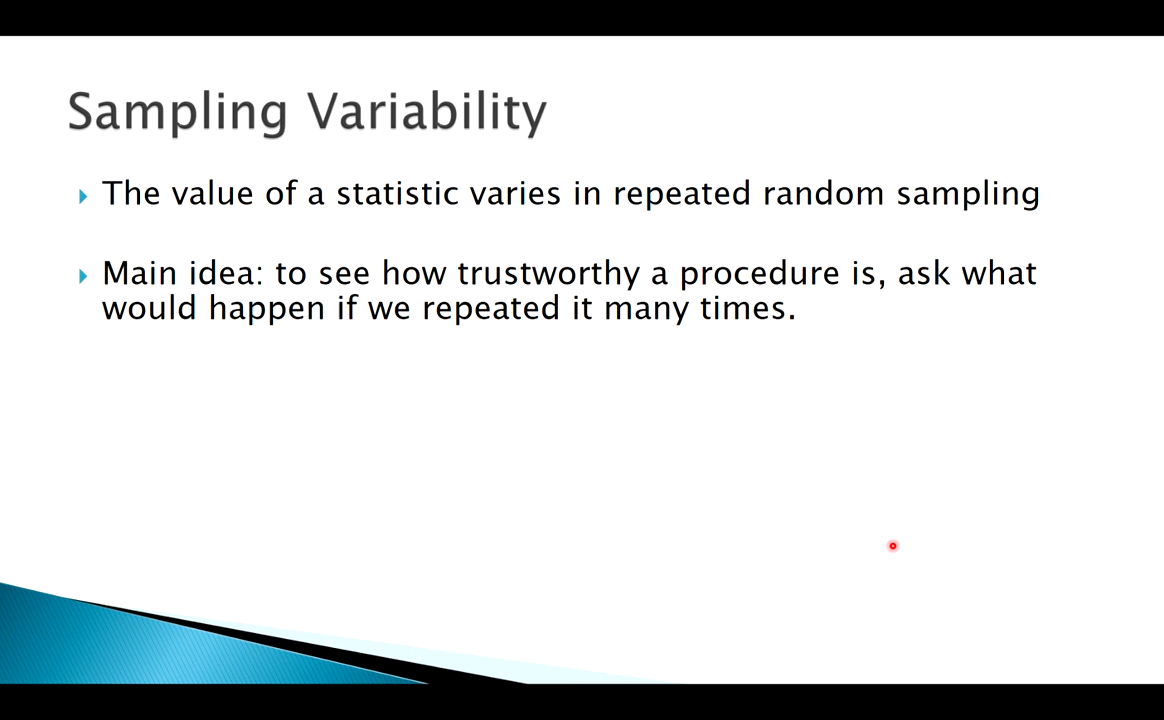 Sampling Variability
The value of a statistic varies in repeated random sampling
Main idea: to see how trustworthy a procedure is, ask what
would happen if we repeated it many times.